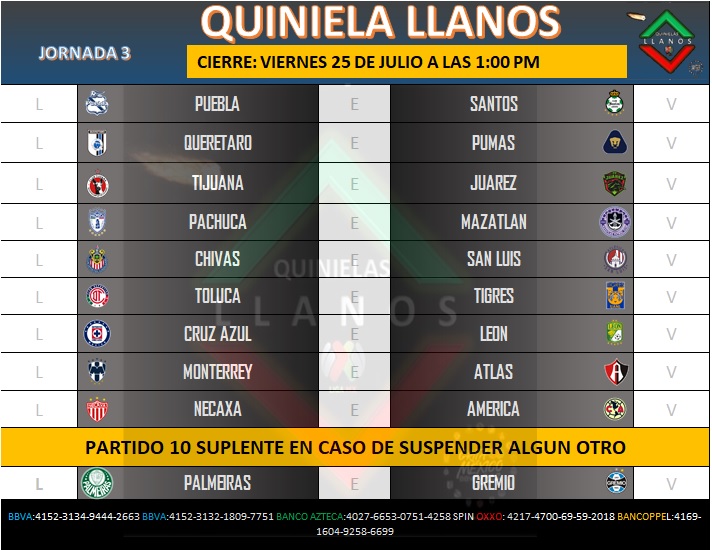 QUINIELA LLANOS
JORNADA 3
CIERRE: VIERNES 25 DE JULIO A LAS 1:00 PM
QUINIELAS
LLANOS
L PUEBLA E SANTOS V
L QUERETARO E PUMAS V
L TIJUANA E JUAREZ V
L PACHUCA E MAZATLAN V
L CHIVAS E SAN LUIS V
QUINIELAS
L TOLUCA E TIGRES V
LLANOS
L CRUZ AZUL E LEON V
L MONTERREY E ATLAS V
L NECAXA E AMERICA V
PARTIDO 10 SUPLENTE EN CASO DE SUSPENDER ALGUN OTRO
L PALMEIRAS E GREMIO V
BBVA:4152-3134-9444-2663 BBVA:4152-3132-1809-7751 BANCO AZTECA:4027-6653-0751-4258 SPIN OXXO: 4217-4700-69-59-2018 BANCOPPEL:4169-
1604-9258-6699